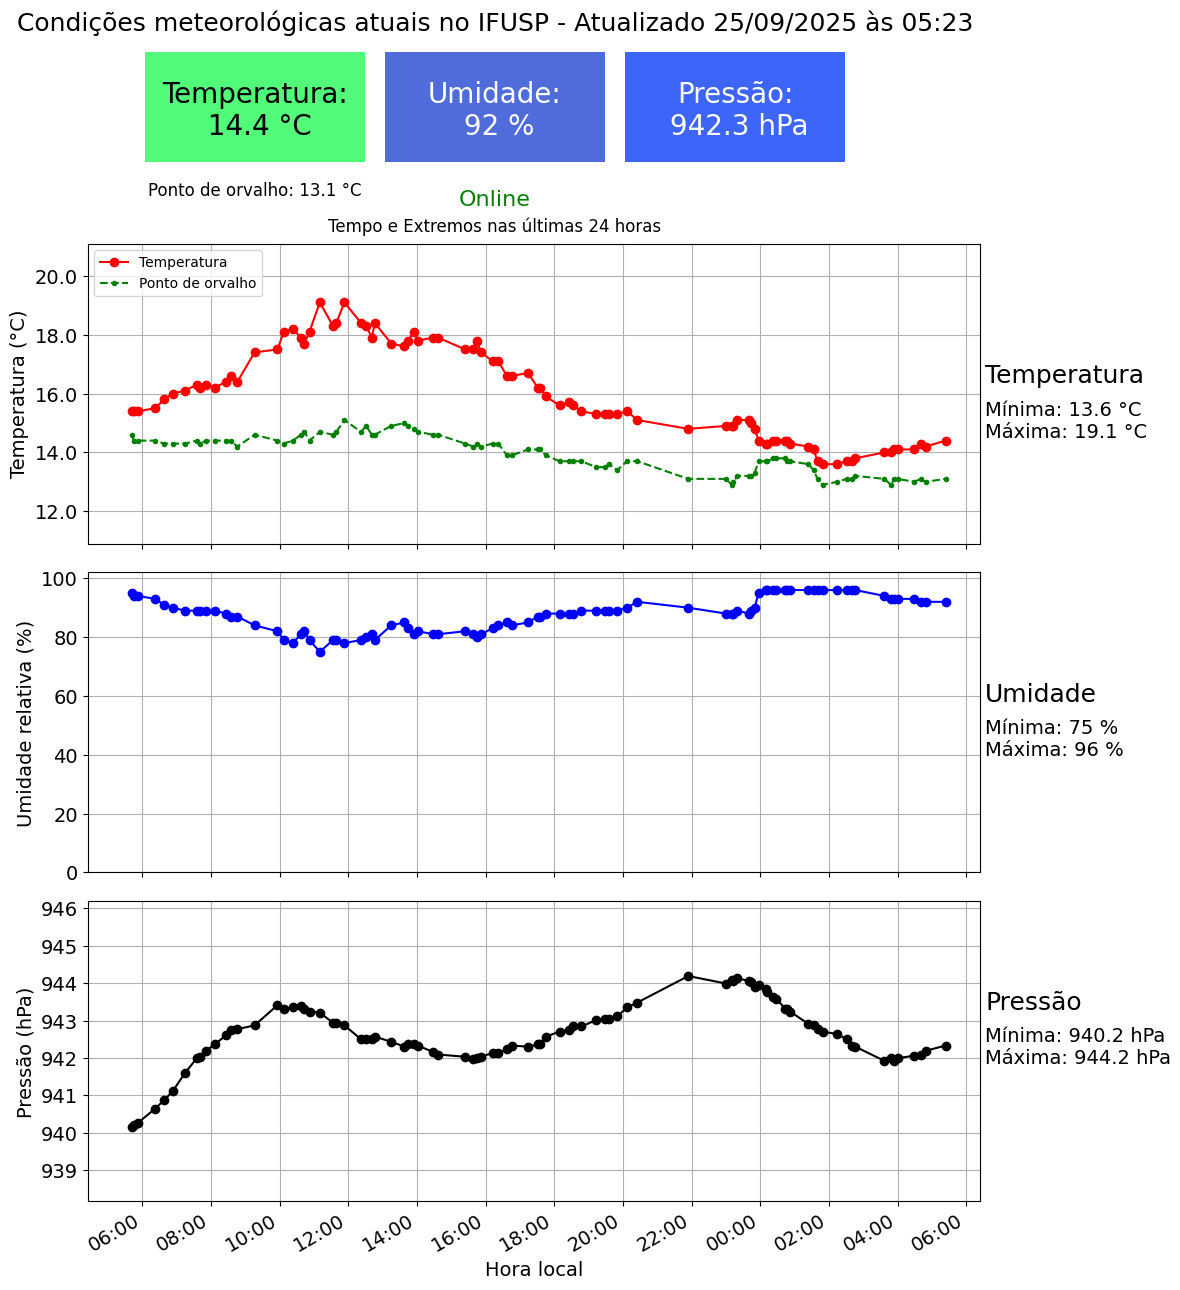 Condições meteorológicas atuais no IFUSP - Atualizado 25/09/2025 às 05:23
Temperatura:
14.4 °C
Umidade:
92 %
Pressão:
942.3 hPa
Ponto de orvalho: 13.1 °C
Online
Tempo e Extremos nas últimas 24 horas
Temperatura
Ponto de orvalho
Temperatura (°C)
20.0
18.0
16.0
14.0
12.0
Temperatura
Mínima: 13.6 °C
Máxima: 19.1 °C
Umidade relativa (%)
100
80
60
40
20
0
Umidade
Mínima: 75 %
Máxima: 96 %
Pressão (hPa)
946
945
944
943
942
941
940
939
Pressão
Mínima: 940.2 hPa
Máxima: 944.2 hPa
06:00 08:00 10:00 12:00 14:00 16:00 18:00 20:00 22:00 00:00 02:00 04:00 06:00
Hora local